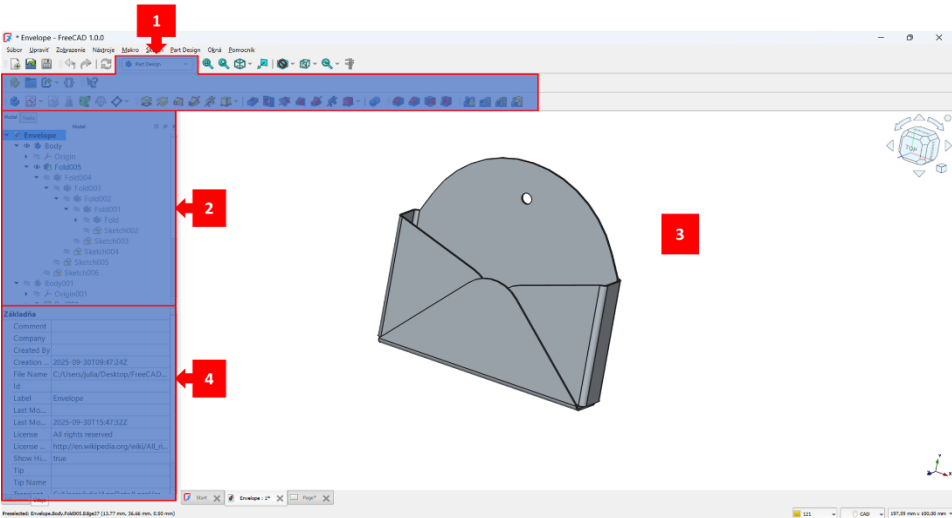 1
* Envelope - FreeCAD 1.0.0
Súbor Upraviť Zobrazenie Nástroje Makro Part Design Okná Pomocník
Part Design
Model
Model
Envelope
Body
Origin
Fold005
Fold004
Fold003
Fold002
Fold001
Fold
Sketch002
Sketch003
Sketch004
Sketch005
Sketch006
Body001
Origin001
2
3
TOP
Základňa
Comment
Company
Created By
Creation ... 2025-09-30T09:47:24Z
File Name C:/Users/Julia/Desktop/FreeCAD...
Id
Label Envelope
Last Mo...
Last Mo... 2025-09-30T15:47:32Z
License All rights reserved
License ... http://en.wikipedia.org/wiki/All_ri...
Show Hi... true
Tip
Tip Name
4
Start Envelope : 2* Page*
Preselected: Envelope.Body.Fold005.Edge27 (13.77 mm, 36.66 mm, 0.00 mm)
121 CAD 197,03 mm x 100,00 mm